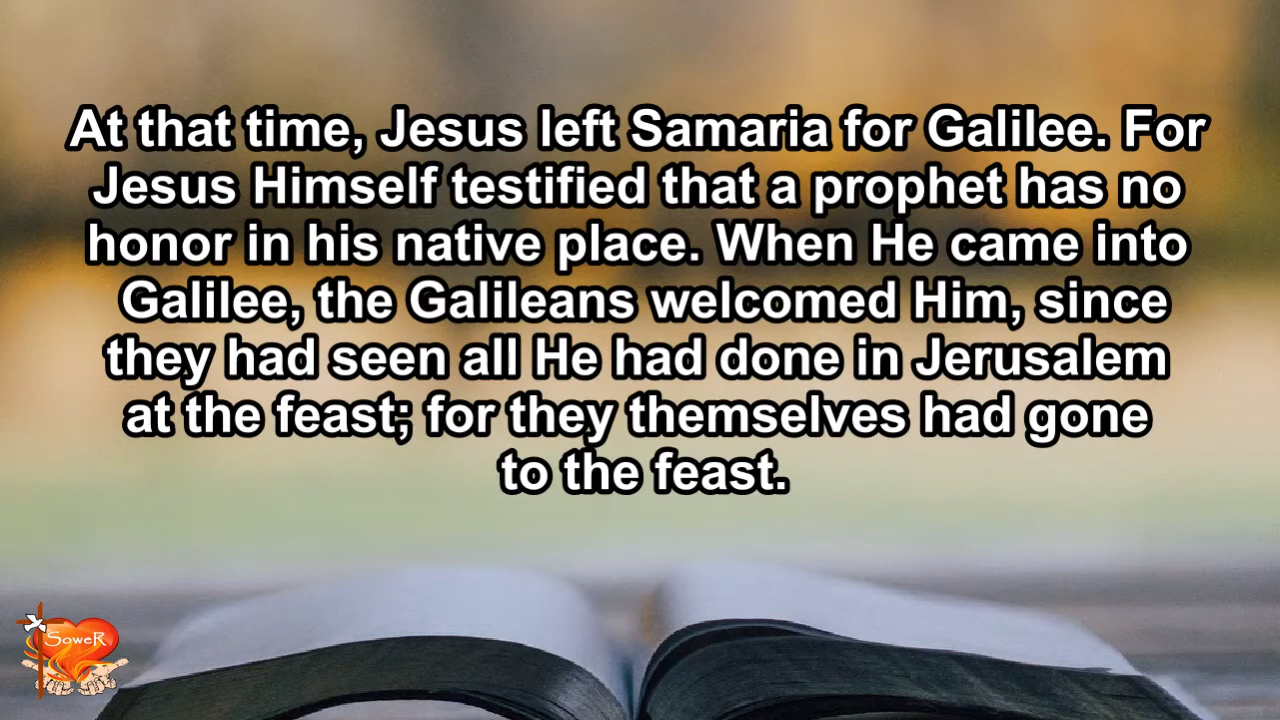 At that time, Jesus left Samaria for Galilee. For
Jesus Himself testified that a prophet has no
honor in his native place. When He came into
Galilee, the Galileans welcomed Him, since
they had seen all He had done in Jerusalem
at the feast; for they themselves had gone
to the feast.
SoweR